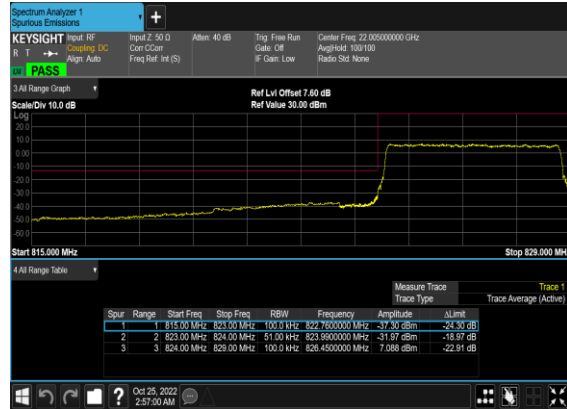 Spectrum Analyzer 1
Spurious Emissions
+
KEYSIGHT Input: RF Input Z: 50 Ω Atten: 40 dB Trig: Free Run Center Freq: 22.005000000 GHz
R T Coupling: DC Corr CCorr Gate: Off Avg|Hold: 100/100
Align: Auto Freq Ref: Int (S) IF Gain: Low Radio Std: None
PASS
3 All Range Graph
Ref Lvl Offset 7.60 dB
Scale/Div 10.0 dB Ref Value 30.00 dBm
Log
20.0
10.0
0.00
-10.0
-20.0
-30.0
-40.0
-50.0
-60.0
Start 815.000 MHz Stop 829.000 MH
4 All Range Table
Measure Trace Trace 1
Trace Type Trace Average (Active)
Spur Range Start Freq Stop Freq RBW Frequency Amplitude ΔLimit
1 1 815.00 MHz 823.00 MHz 100.0 kHz 822.7600000 MHz -37.30 dBm -24.30 dB
2 2 823.00 MHz 824.00 MHz 51.00 kHz 823.9900000 MHz -31.97 dBm -18.97 dB
3 3 824.00 MHz 829.00 MHz 100.0 kHz 826.4500000 MHz 7.088 dBm -22.91 dB
? Oct 25, 2022
2:57:00 AM